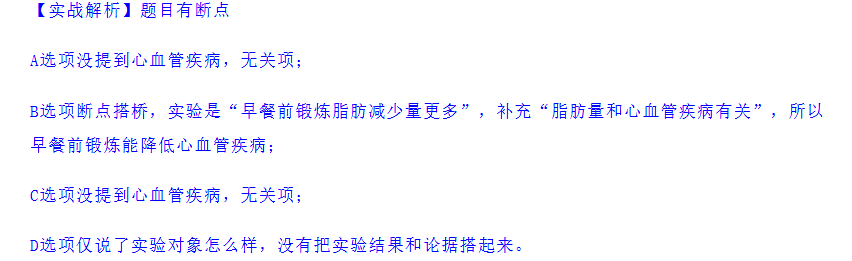 【实战解析】题目有断点
A选项没提到心血管疾病，无关项；
B选项断点搭桥，实验是“早餐前锻炼脂肪减少量更多”，补充“脂肪量和心血管疾病有关”，所以
早餐前锻炼能降低心血管疾病；
C选项没提到心血管疾病，无关项；
D选项仅说了实验对象怎么样，没有把实验结果和论据搭起来。